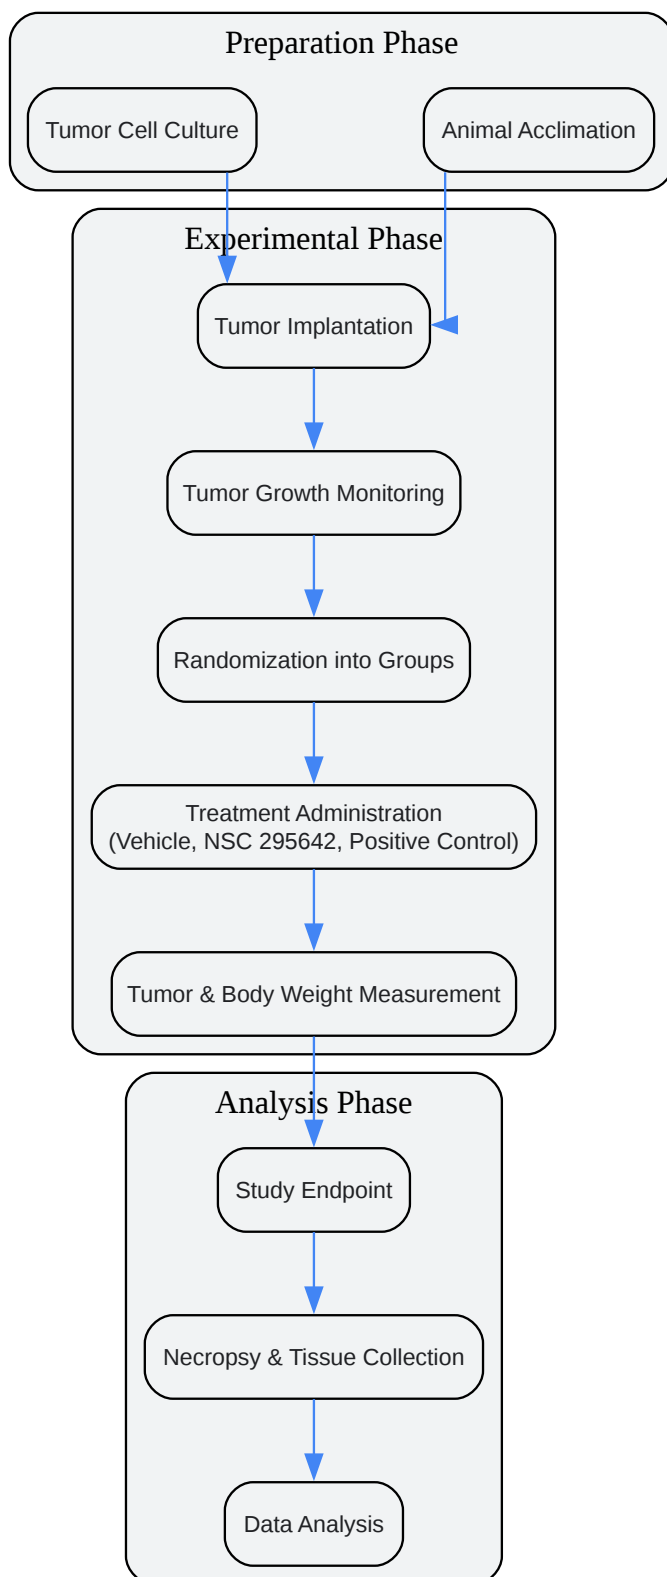 Preparation Phase
Tumor Cell Culture
Animal Acclimation
Experimental Phase
Tumor Implantation
Tumor Growth Monitoring
Randomization into Groups
Treatment Administration
(Vehicle, NSC 295642, Positive Control)
Tumor & Body Weight Measurement
Analysis Phase
Study Endpoint
Necropsy & Tissue Collection
Data Analysis